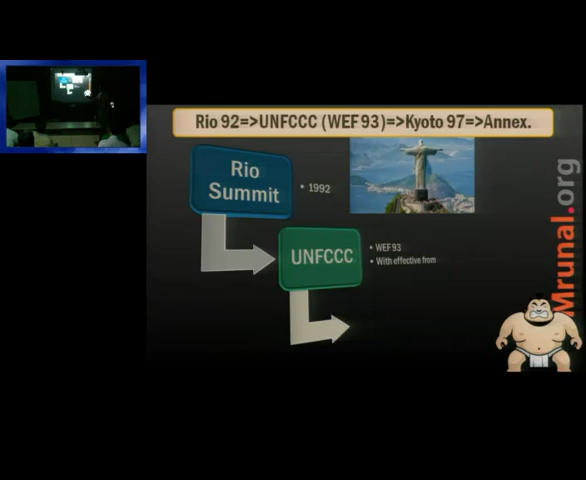 Rio 92=>UNFCCC (WEF 93)=>Kyoto 97=>Annex.
Rio
Summit
• 1992
UNFCCC
• WEF 93
• With effective from
Mrunal.org